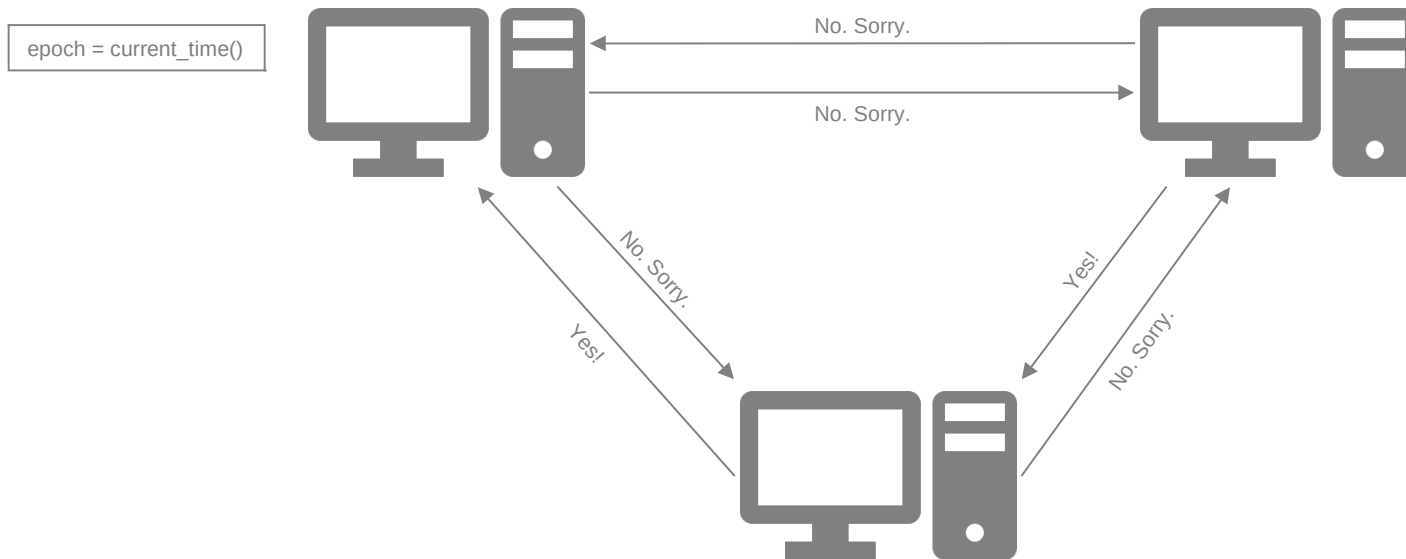 epoch = current_time()
No. Sorry.
No. Sorry.
No. Sorry.
Yes!
Yes!
No. Sorry.